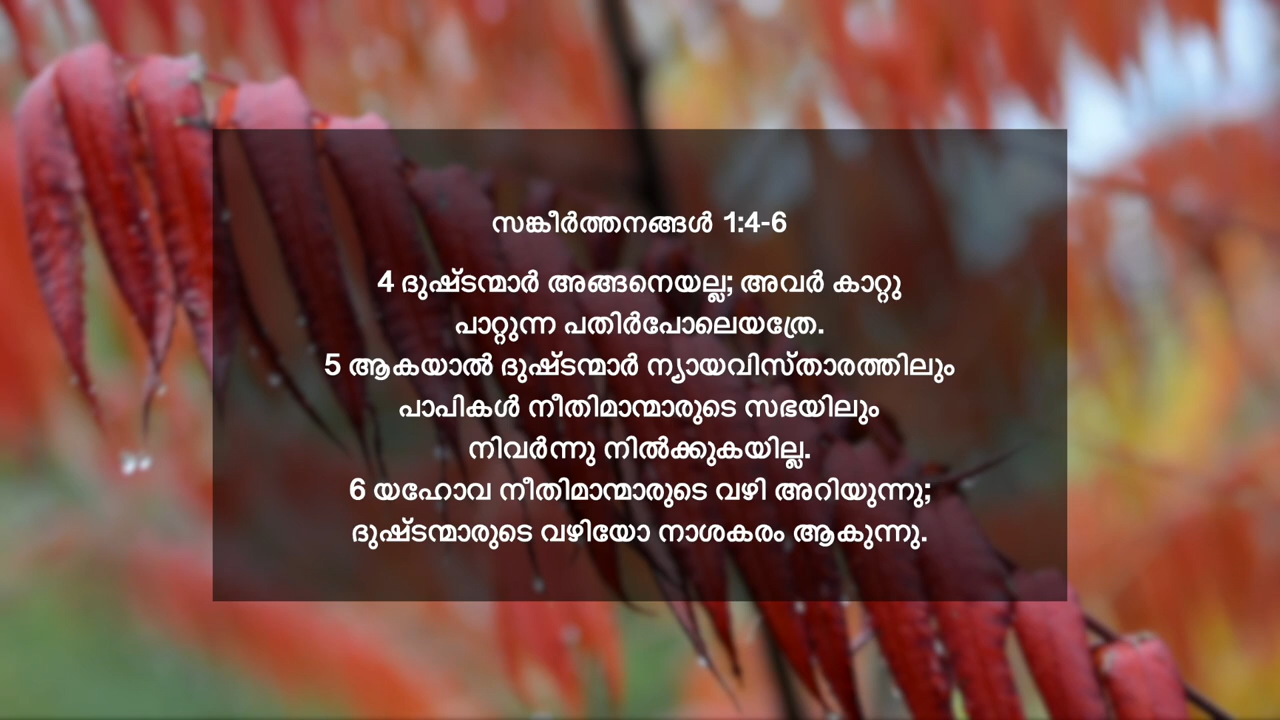 സങ്കീർത്തനങ്ങൾ 1:4-6
4 ദുഷ്ടന്മാർ അങ്ങനെയല്ല; അവർ കാറ്റു
പാറ്റുന്ന പതിർപോലെയത്രേ.
5 ആകയാൽ ദുഷ്ടന്മാർ ന്യായവിസ്താരത്തിലും
പാപികൾ നീതിമാന്മാരുടെ സഭയിലും
നിവർന്നു നിൽക്കുകയില്ല.
6 യഹോവ നീതിമാന്മാരുടെ വഴി അറിയുന്നു;
ദുഷ്ടന്മാരുടെ വഴിയോ നാശകരം ആകുന്നു.